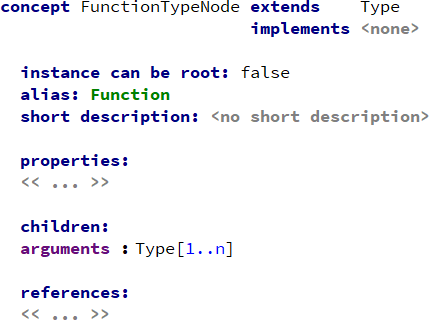 concept FunctionTypeNode extends Type
implements <none>
instance can be root: false
alias: Function
short description: <no short description>
properties:
<< ... >>
children:
arguments : Type[1..n]
references:
<< ... >>